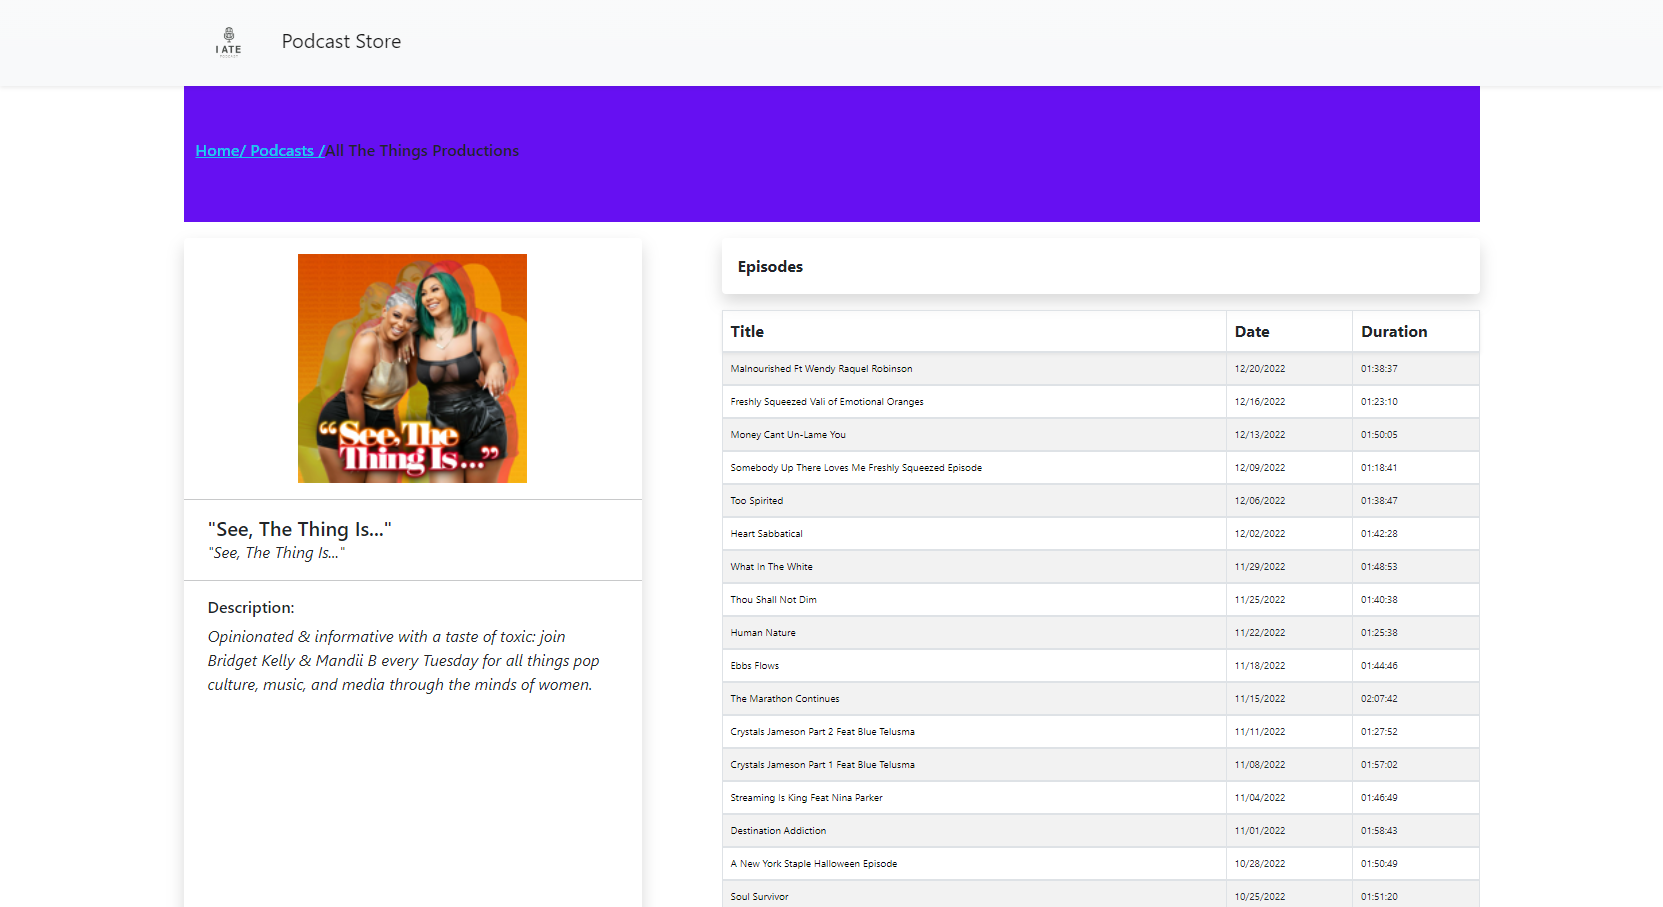 I ATE
PODCAST
Podcast Store
Home/ Podcasts /All The Things Productions
“See, The
Thing Is...”
"See, The Thing Is..."
"See, The Thing Is..."
Description:
Opinionated & informative with a taste of toxic: join
Bridget Kelly & Mandii B every Tuesday for all things pop
culture, music, and media through the minds of women.
Episodes
Title Date Duration
Malnourished Ft Wendy Raquel Robinson 12/20/2022 01:38:37
Freshly Squeezed Vali of Emotional Oranges 12/16/2022 01:23:10
Money Cant Un-Lame You 12/13/2022 01:50:05
Somebody Up There Loves Me Freshly Squeezed Episode 12/09/2022 01:18:41
Too Spirited 12/06/2022 01:38:47
Heart Sabbatical 12/02/2022 01:42:28
What In The White 11/29/2022 01:48:53
Thou Shall Not Dim 11/25/2022 01:40:38
Human Nature 11/22/2022 01:25:38
Ebbs Flows 11/18/2022 01:44:46
The Marathon Continues 11/15/2022 02:07:42
Crystals Jameson Part 2 Feat Blue Telusma 11/11/2022 01:27:52
Crystals Jameson Part 1 Feat Blue Telusma 11/08/2022 01:57:02
Streaming Is King Feat Nina Parker 11/04/2022 01:46:49
Destination Addiction 11/01/2022 01:58:43
A New York Staple Halloween Episode 10/28/2022 01:50:49
Soul Survivor 10/25/2022 01:51:20